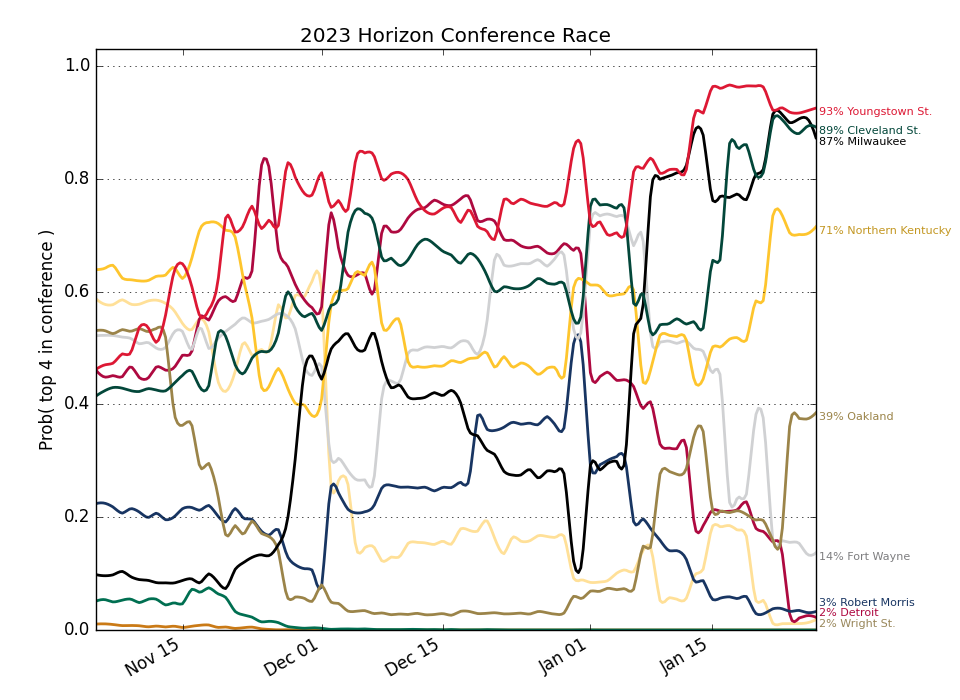 2023 Horizon Conference Race
Prob( top 4 in conference )
1.0
0.8
0.6
0.4
0.2
0.0
Nov 15
Dec 01
Dec 15
Jan 01
Jan 15
93% Youngstown St.
89% Cleveland St.
87% Milwaukee
71% Northern Kentucky
39% Oakland
14% Fort Wayne
3% Robert Morris
2% Detroit
2% Wright St.